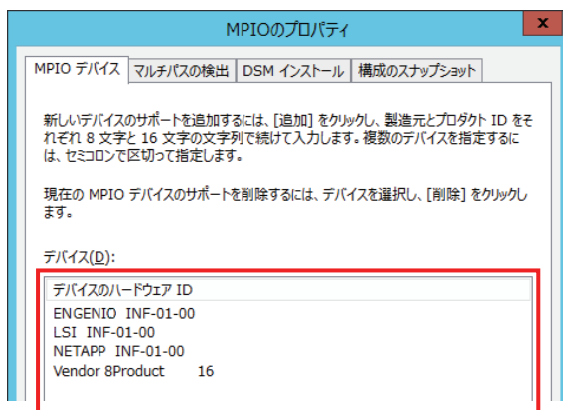 MPIOのプロパティ
x
MPIO デバイス マルチパスの検出 DSM インストール 構成のスナップショット
新しいデバイスのサポートを追加するには、[追加] をクリックし、製造元とプロダクト ID をそ
れぞれ 8 文字と 16 文字の文字列で続けて入力します。複数のデバイスを指定するに
は、セミコロンで区切って指定します。
現在の MPIO デバイスのサポートを削除するには、デバイスを選択し、[削除] をクリックし
ます。
デバイス(D):
デバイスのハードウェア ID
ENGENIO INF-01-00
LSI INF-01-00
NETAPP INF-01-00
Vendor 8Product 16